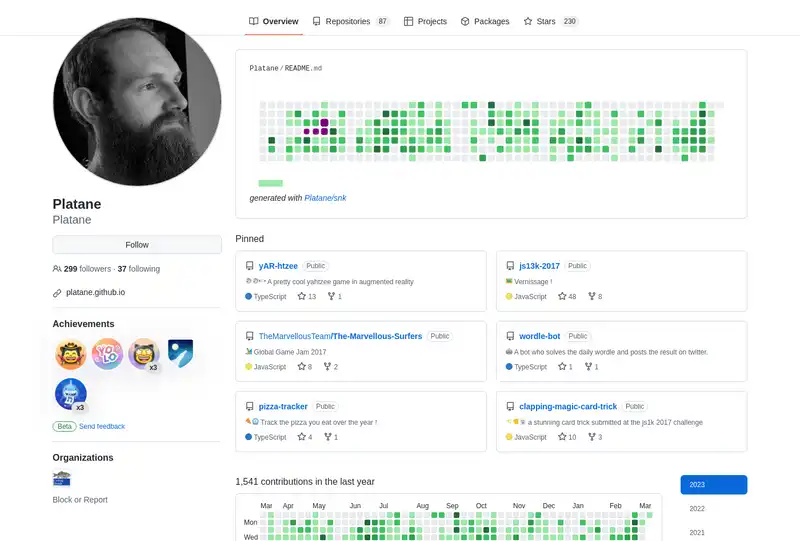 Overview
Repositories 87
Projects
Packages
Stars 230
Platane / README.md
generated with Platane/snk
Platane
Platane
Follow
299 followers · 37 following
platane.github.io
Achievements
YOLO
x3
x3
Beta Send feedback
Organizations
Block or Report
Pinned
yAR-htzee Public
A pretty cool yahtzee game in augmented reality
TypeScript 13 1
js13k-2017 Public
Vernissage !
JavaScript 48 8
TheMarvellousTeam/The-Marvellous-Surfers Public
Global Game Jam 2017
JavaScript 8 2
wordle-bot Public
A bot who solves the daily wordle and posts the result on twitter.
TypeScript 1 1
pizza-tracker Public
Track the pizza you eat over the year !
TypeScript 4 1
clapping-magic-card-trick Public
a stunning card trick submitted at the js1k 2017 challenge
JavaScript 10 3
1,541 contributions in the last year
Mar Apr May Jun Jul Aug Sep Oct Nov Dec Jan Feb Mar
Mon
Wed
2023
2022
2021